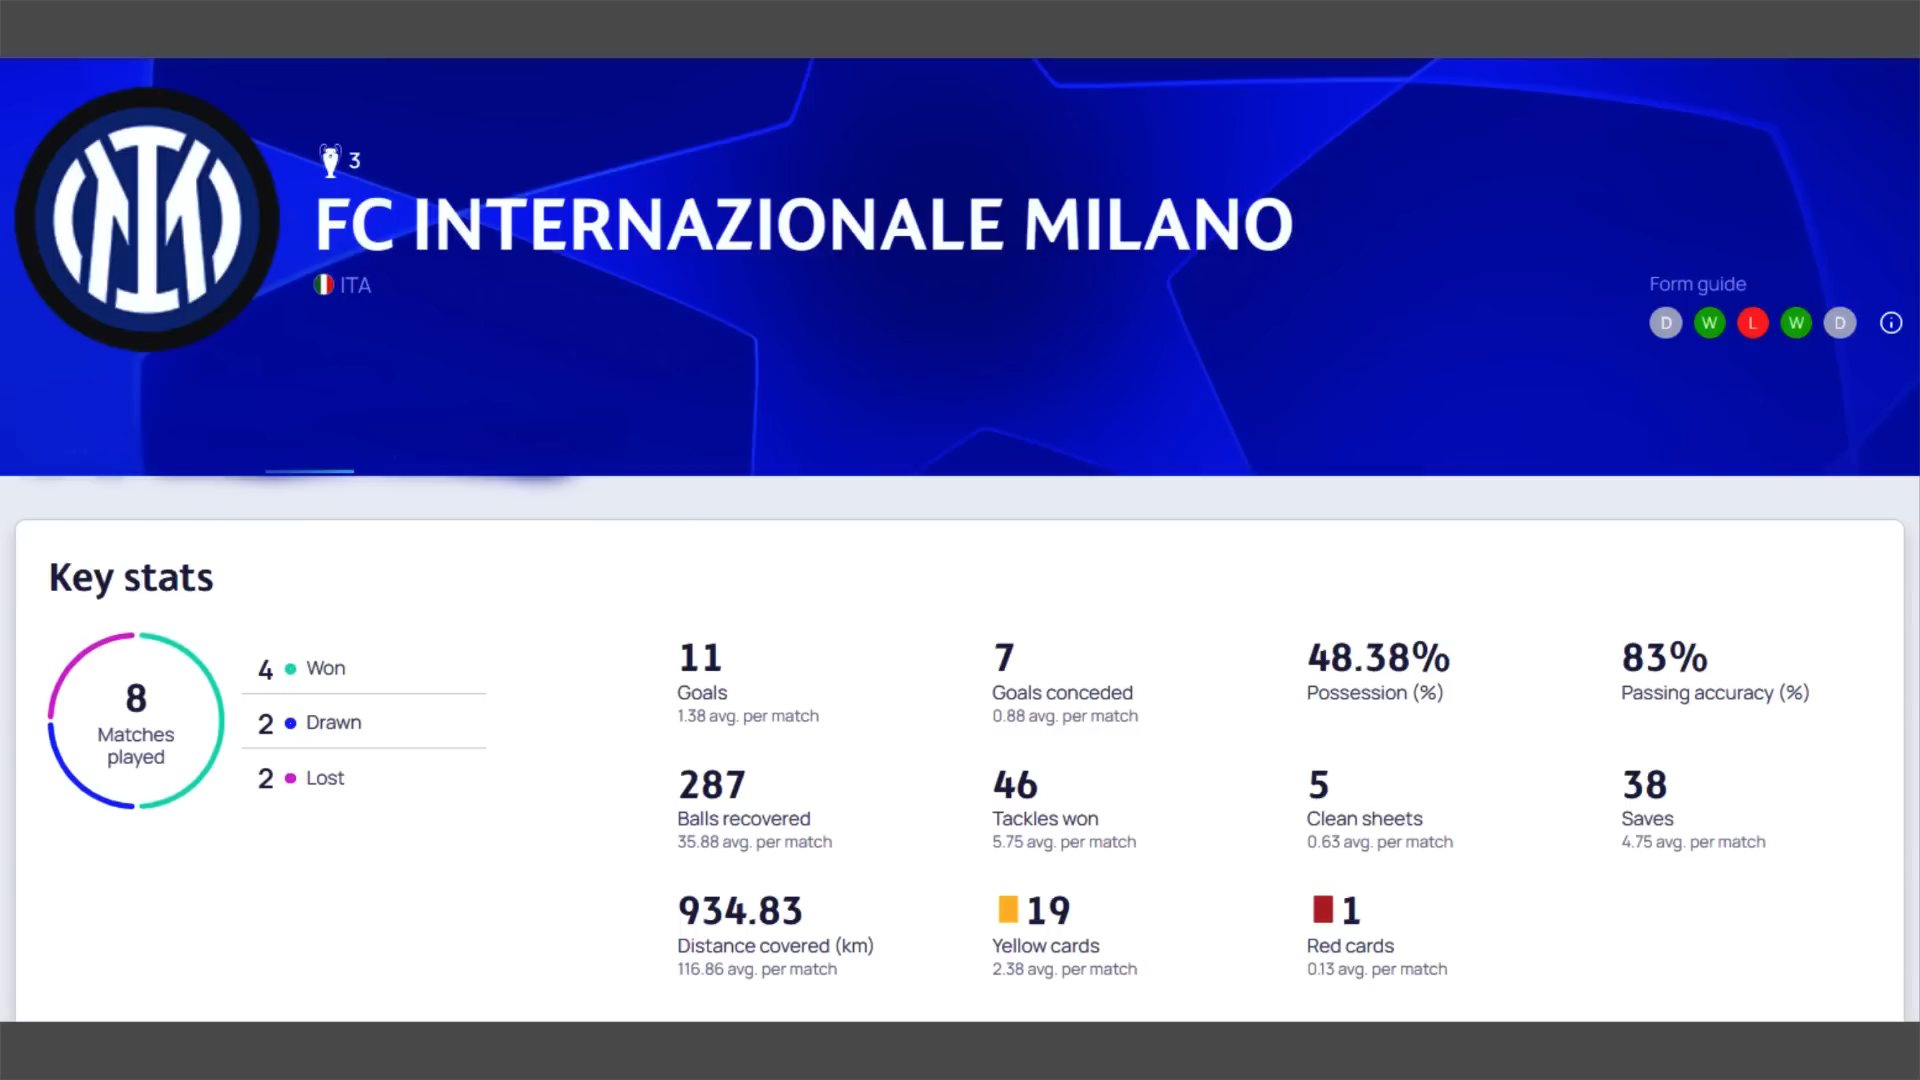 3
FC INTERNAZIONALE MILANO
ITA
Form guide
D W L W D
Key stats
8
Matches
played
4 Won
2 Drawn
2 Lost
11
Goals
1.38 avg. per match
7
Goals conceded
0.88 avg. per match
48.38%
Possession (%)
83%
Passing accuracy (%)
287
Balls recovered
35.88 avg. per match
46
Tackles won
5.75 avg. per match
5
Clean sheets
0.63 avg. per match
38
Saves
4.75 avg. per match
934.83
Distance covered (km)
116.86 avg. per match
19
Yellow cards
2.38 avg. per match
1
Red cards
0.13 avg. per match